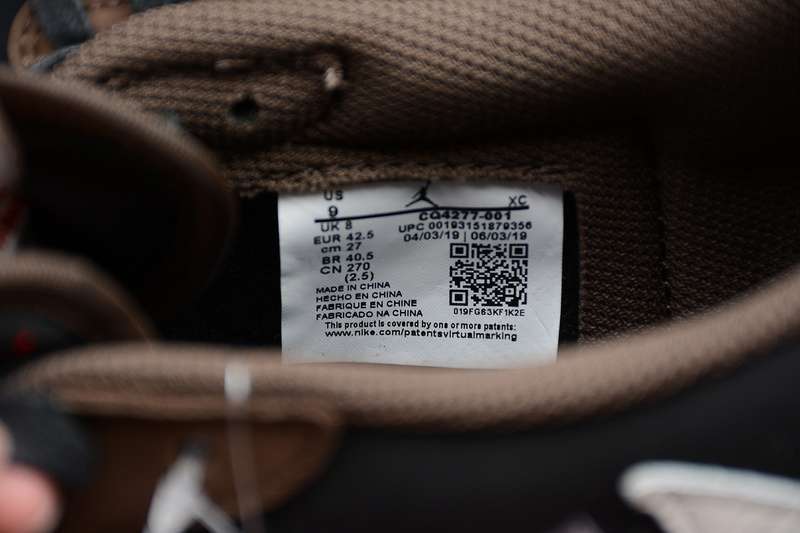 US XC
9 CQ4277-001
UK 8 UPC 00193151879356
EUR 42.5 04/03/19 | 06/03/19
cm 27
BR 40.5
CN 270
(2.5)
MADE IN CHINA
HECHO EN CHINA
FABRIQUE EN CHINE
FABRICADO NA CHINA
019FG83KF1K2E
This product is covered by one or more patents:
www.nike.com/patentsvirtualmarking